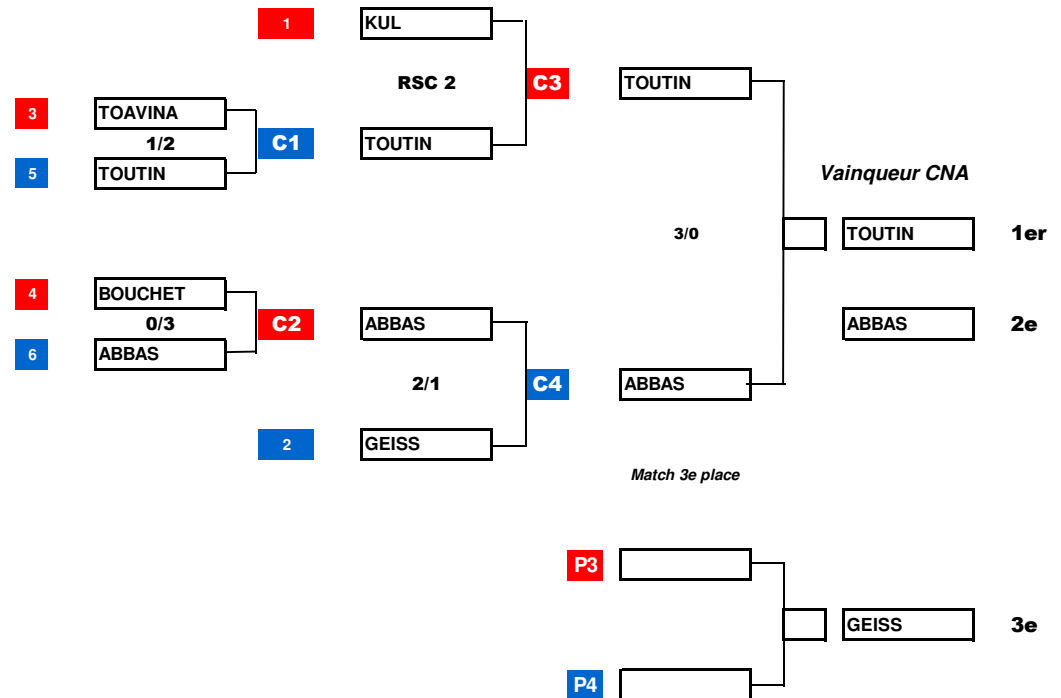 1 KUL
RSC 2 C3 TOUTIN
3 TOAVINA
1/2 C1 TOUTIN
5 TOUTIN
Vainqueur CNA
3/0 TOUTIN 1er
4 BOUCHET
0/3 C2 ABBAS ABBAS 2e
6 ABBAS
2/1 C4 ABBAS
2 GEISS
Match 3e place
P3
GEISS 3e
P4